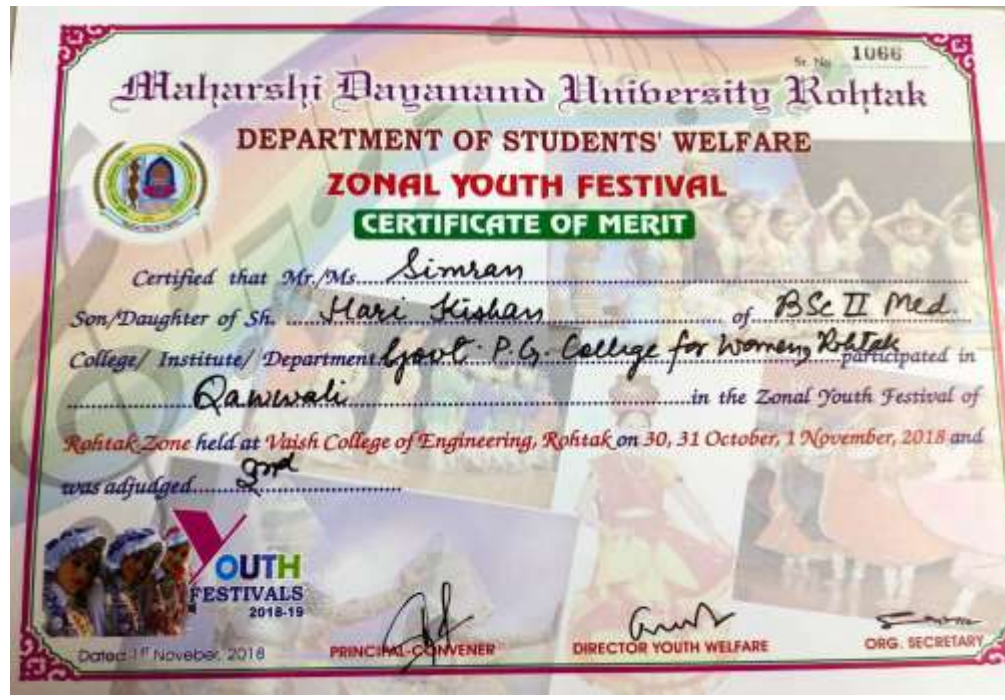 Sr. No. 1066
Maharshi Dayanand University Rohtak
DEPARTMENT OF STUDENTS' WELFARE
ZONAL YOUTH FESTIVAL
CERTIFICATE OF MERIT
Certified that Mr./Ms. Simran
Son/Daughter of Sh. Hari Kishan of BSc II Med.
College/ Institute/ Department Govt. P.G. College for Women, Rohtak participated in
Qawwali in the Zonal Youth Festival of
Rohtak Zone held at Vaish College of Engineering, Rohtak on 30, 31 October, 1 November, 2018 and
was adjudged
YOUTH
FESTIVALS
2018-19
Dated: 1st Noveber, 2018
PRINCIPAL-CONVENER
DIRECTOR YOUTH WELFARE
ORG. SECRETARY